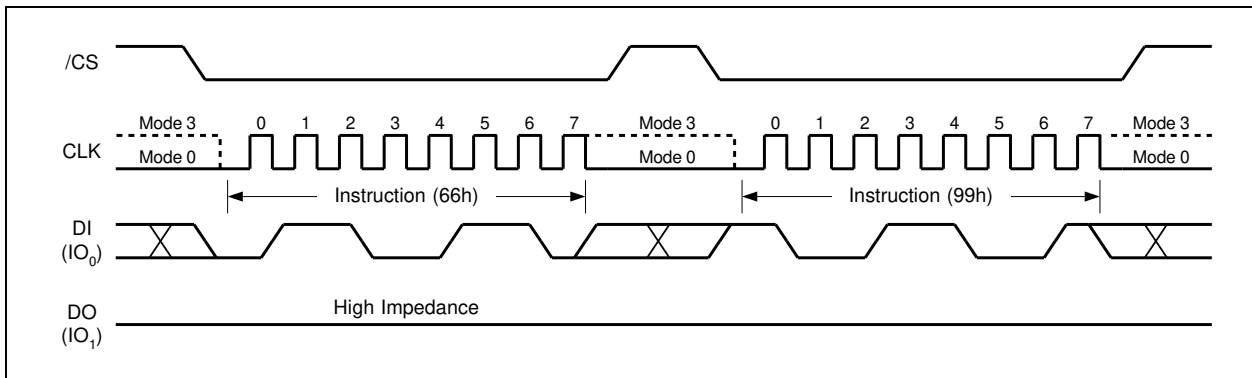 /CS
Mode 3 0 1 2 3 4 5 6 7 Mode 3 0 1 2 3 4 5 6 7 Mode 3
CLK
Mode 0 Mode 0 Mode 0
Instruction (66h) Instruction (99h)
DI
(IO0)
High Impedance
DO
(IO1)